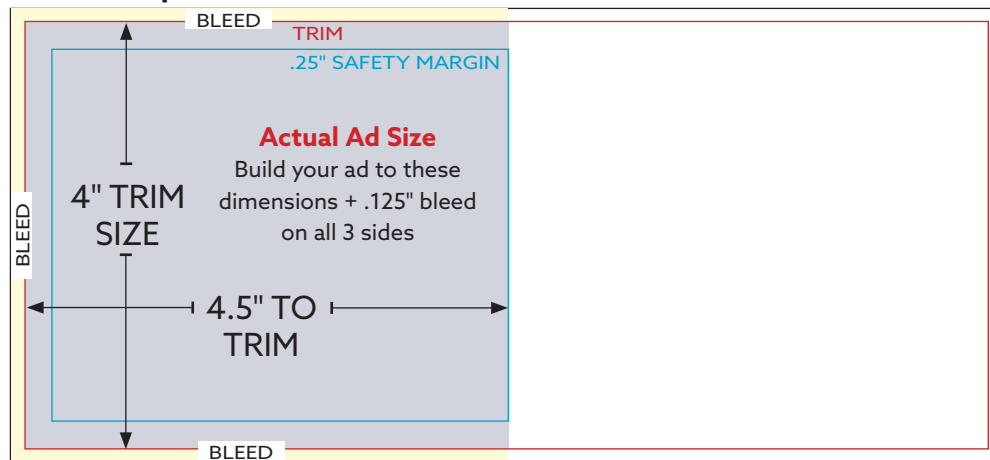 BLEED
TRIM
.25" SAFETY MARGIN
Actual Ad Size
Build your ad to these
dimensions + .125" bleed
on all 3 sides
4" TRIM
SIZE
BLEED
4.5" TO
TRIM
BLEED